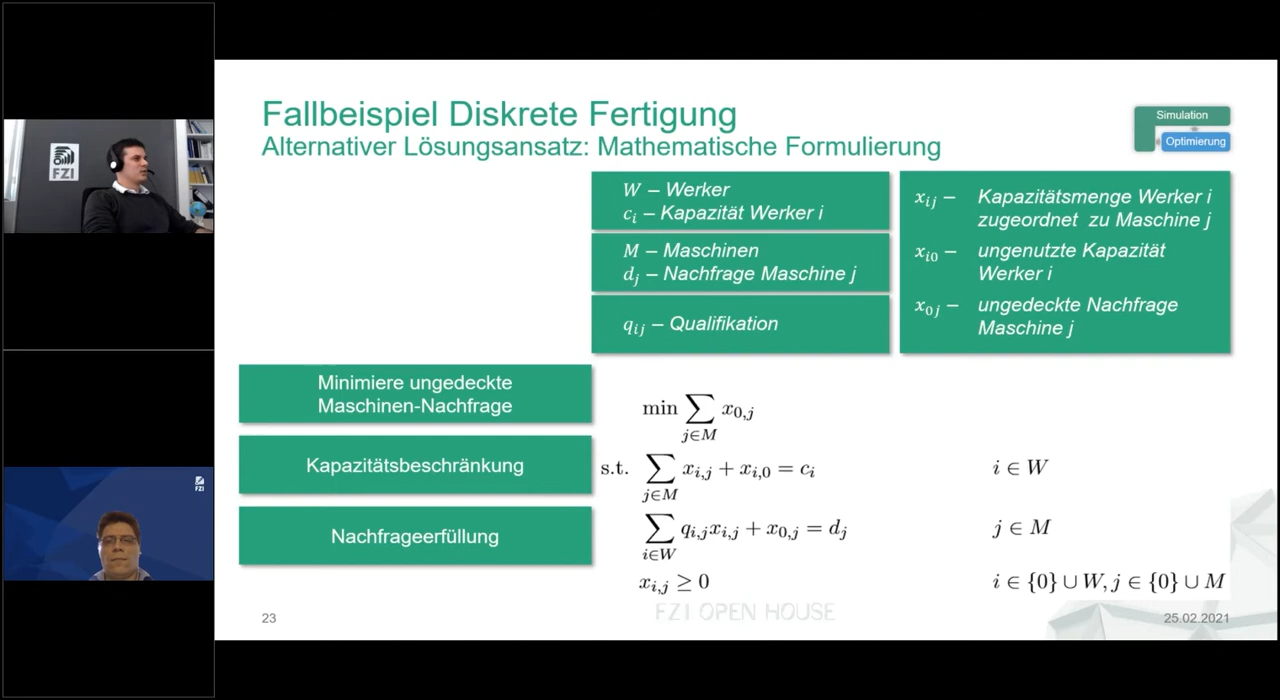 FZI
FZI
Fallbeispiel Diskrete Fertigung
Alternativer Lösungsansatz: Mathematische Formulierung
Simulation
Optimierung
W – Werker
c_i – Kapazität Werker i
M – Maschinen
d_j – Nachfrage Maschine j
q_ij – Qualifikation
x_ij – Kapazitätsmenge Werker i
zugeordnet zu Maschine j
x_i0 – ungenutzte Kapazität
Werker i
x_0j – ungedeckte Nachfrage
Maschine j
Minimiere ungedeckte
Maschinen-Nachfrage
min ∑_{j∈M} x_{0,j}
Kapazitätsbeschränkung
s.t. ∑_{j∈M} x_{i,j} + x_{i,0} = c_i i ∈ W
Nachfrageerfüllung
∑_{i∈W} q_{i,j}x_{i,j} + x_{0,j} = d_j j ∈ M
x_{i,j} ≥ 0 i ∈ {0} ∪ W, j ∈ {0} ∪ M
23
FZI OPEN HOUSE
25.02.2021